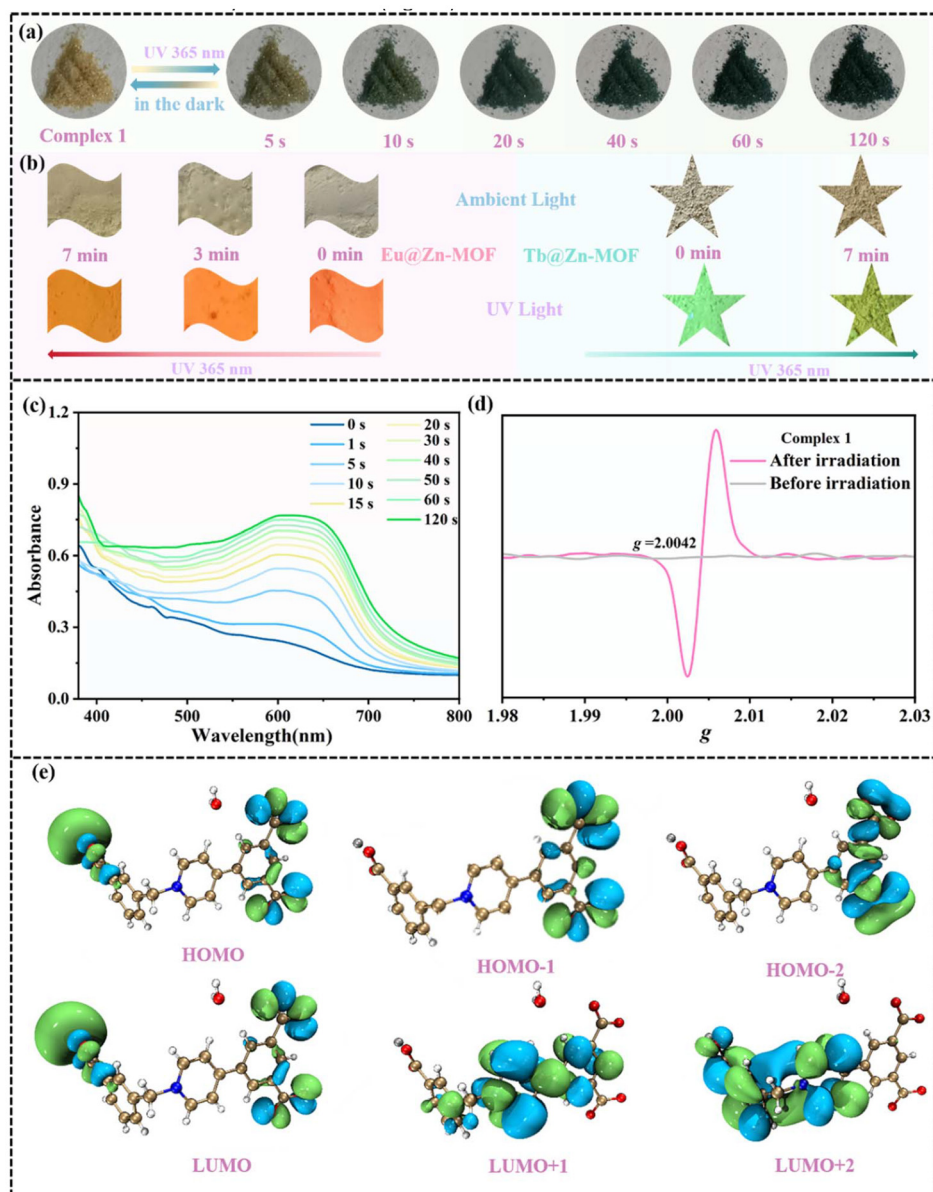 (a)
UV 365 nm
in the dark
Complex 1
5 s
10 s
20 s
40 s
60 s
120 s
(b)
Ambient Light
7 min
3 min
0 min
Eu@Zn-MOF
Tb@Zn-MOF
0 min
7 min
UV Light
UV 365 nm
UV 365 nm
(c)
1.2
0.9
0.6
0.3
0.0
Absorbance
0 s
1 s
5 s
10 s
15 s
20 s
30 s
40 s
50 s
60 s
120 s
400
500
600
700
800
Wavelength(nm)
(d)
Complex 1
After irradiation
Before irradiation
g =2.0042
1.98
1.99
2.00
2.01
2.02
2.03
g
(e)
HOMO
HOMO-1
HOMO-2
LUMO
LUMO+1
LUMO+2